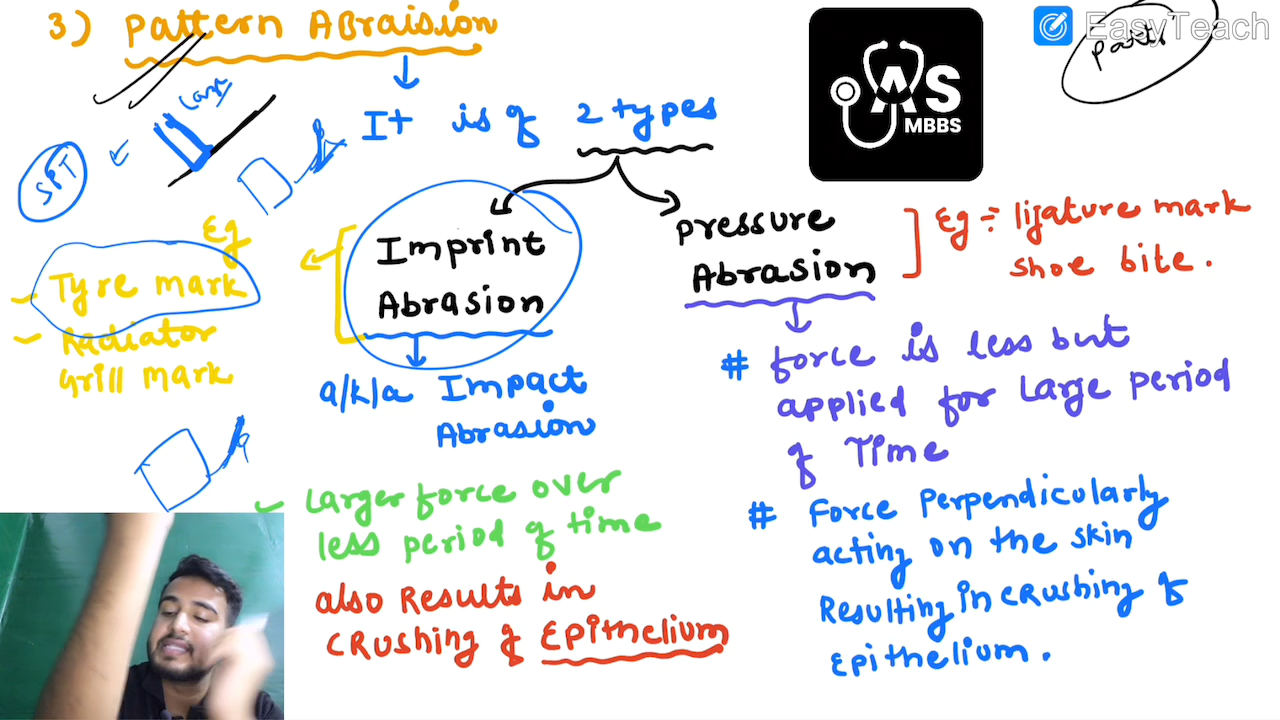 3) Pattern Abraision
EasyTeach
AS
MBBS
It is of 2 types
SPT
Eg
Tyre mark
Radiator
Grill mark
Imprint
Abrasion
a/k/a Impact
Abrasion
Larger force over
less period of time
also Results in
CRushing of Epithelium
Pressure
Abrasion
Eg ÷ ligature mark
shoe bite.
# force is less but
applied for Large period
of Time
# Force Perpendicularly
acting on the skin
Resulting in CRushing of
Epithelium.